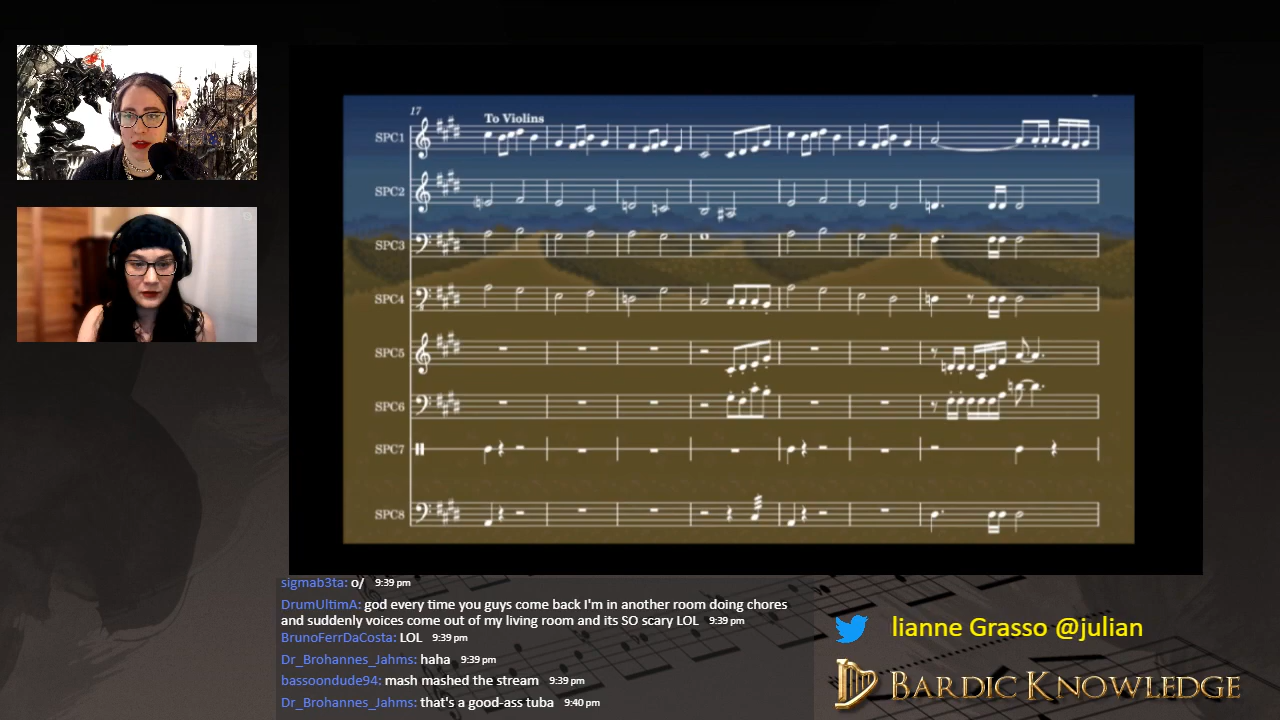 17
To Violins
SPC1
SPC2
SPC3
SPC4
SPC5
SPC6
SPC7
SPC8
sigmab3ta: o/ 9:39 pm
DrumUltimA: god every time you guys come back I'm in another room doing chores
and suddenly voices come out of my living room and its SO scary LOL 9:39 pm
BrunoFerrDaCosta: LOL 9:39 pm
Dr_Brohannes_Jahms: haha 9:39 pm
bassoondude94: mash mashed the stream 9:39 pm
Dr_Brohannes_Jahms: that's a good-ass tuba 9:40 pm
lianne Grasso @julian
BARDIC KNOWLEDGE